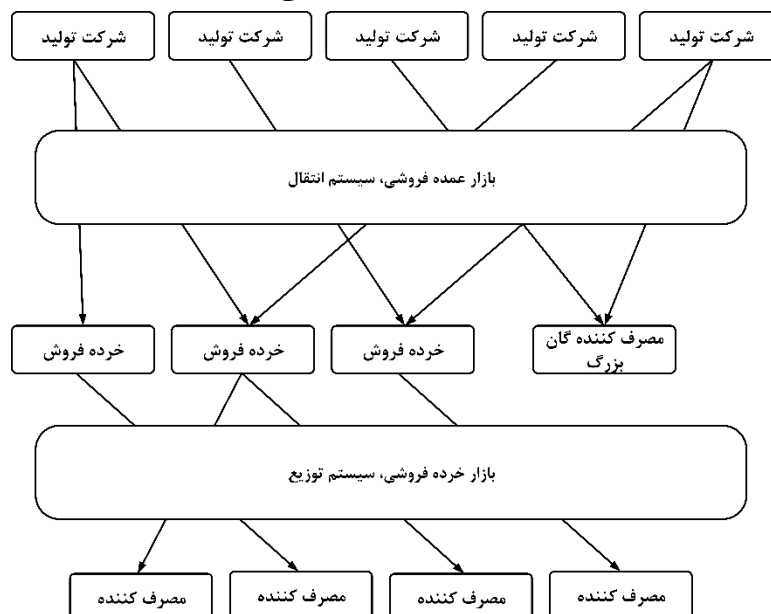 شرکت تولید
شرکت تولید
شرکت تولید
شرکت تولید
شرکت تولید
بازار عمده فروشی، سیستم انتقال
مصرف کننده گان
بزرگ
خرده فروش
خرده فروش
خرده فروش
بازار خرده فروشی، سیستم توزیع
مصرف کننده
مصرف کننده
مصرف کننده
مصرف کننده